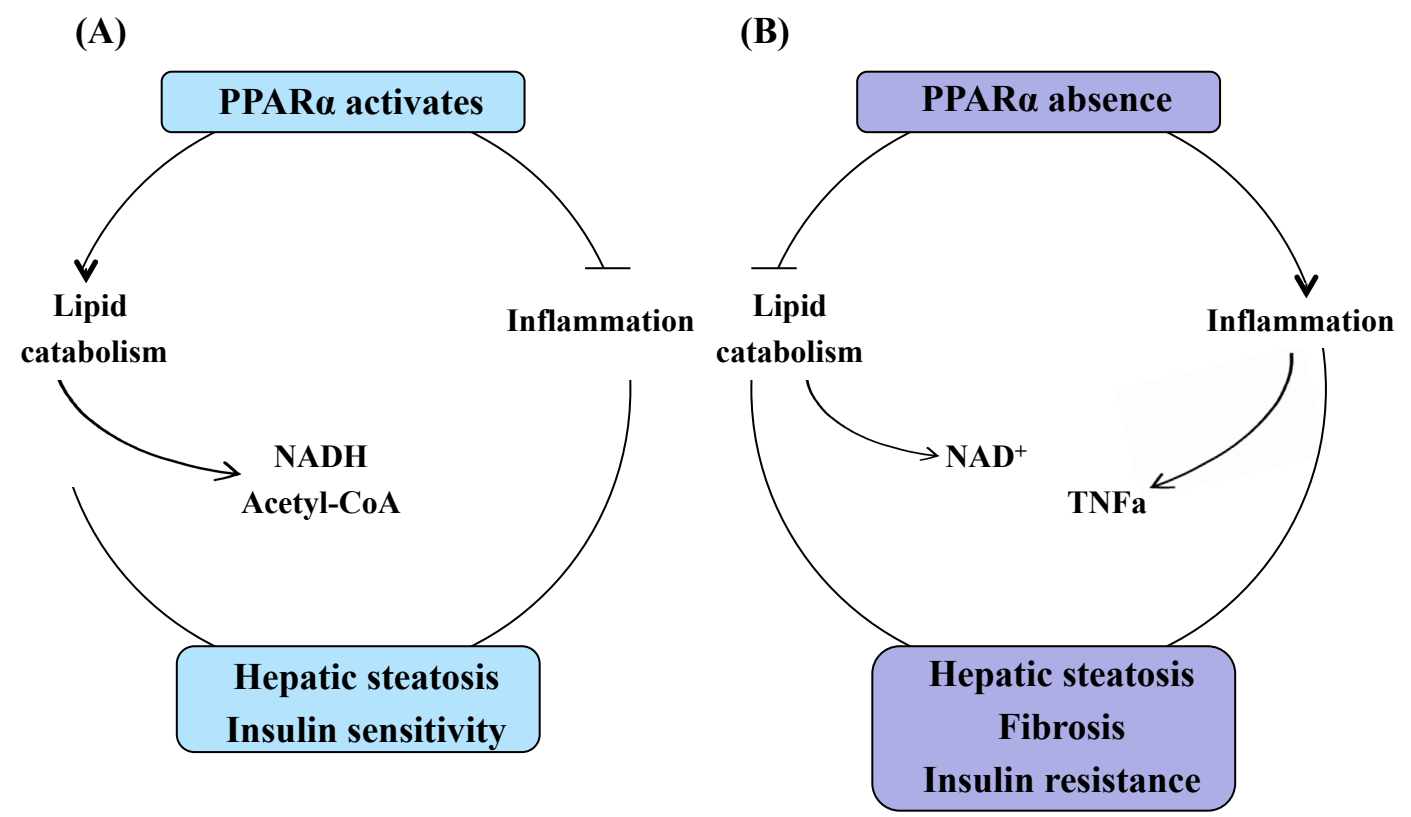 (A)
PPARα activates
Lipid
catabolism
Inflammation
NADH
Acetyl-CoA
Hepatic steatosis
Insulin sensitivity
(B)
PPARα absence
Lipid
catabolism
Inflammation
NAD⁺
TNFa
Hepatic steatosis
Fibrosis
Insulin resistance